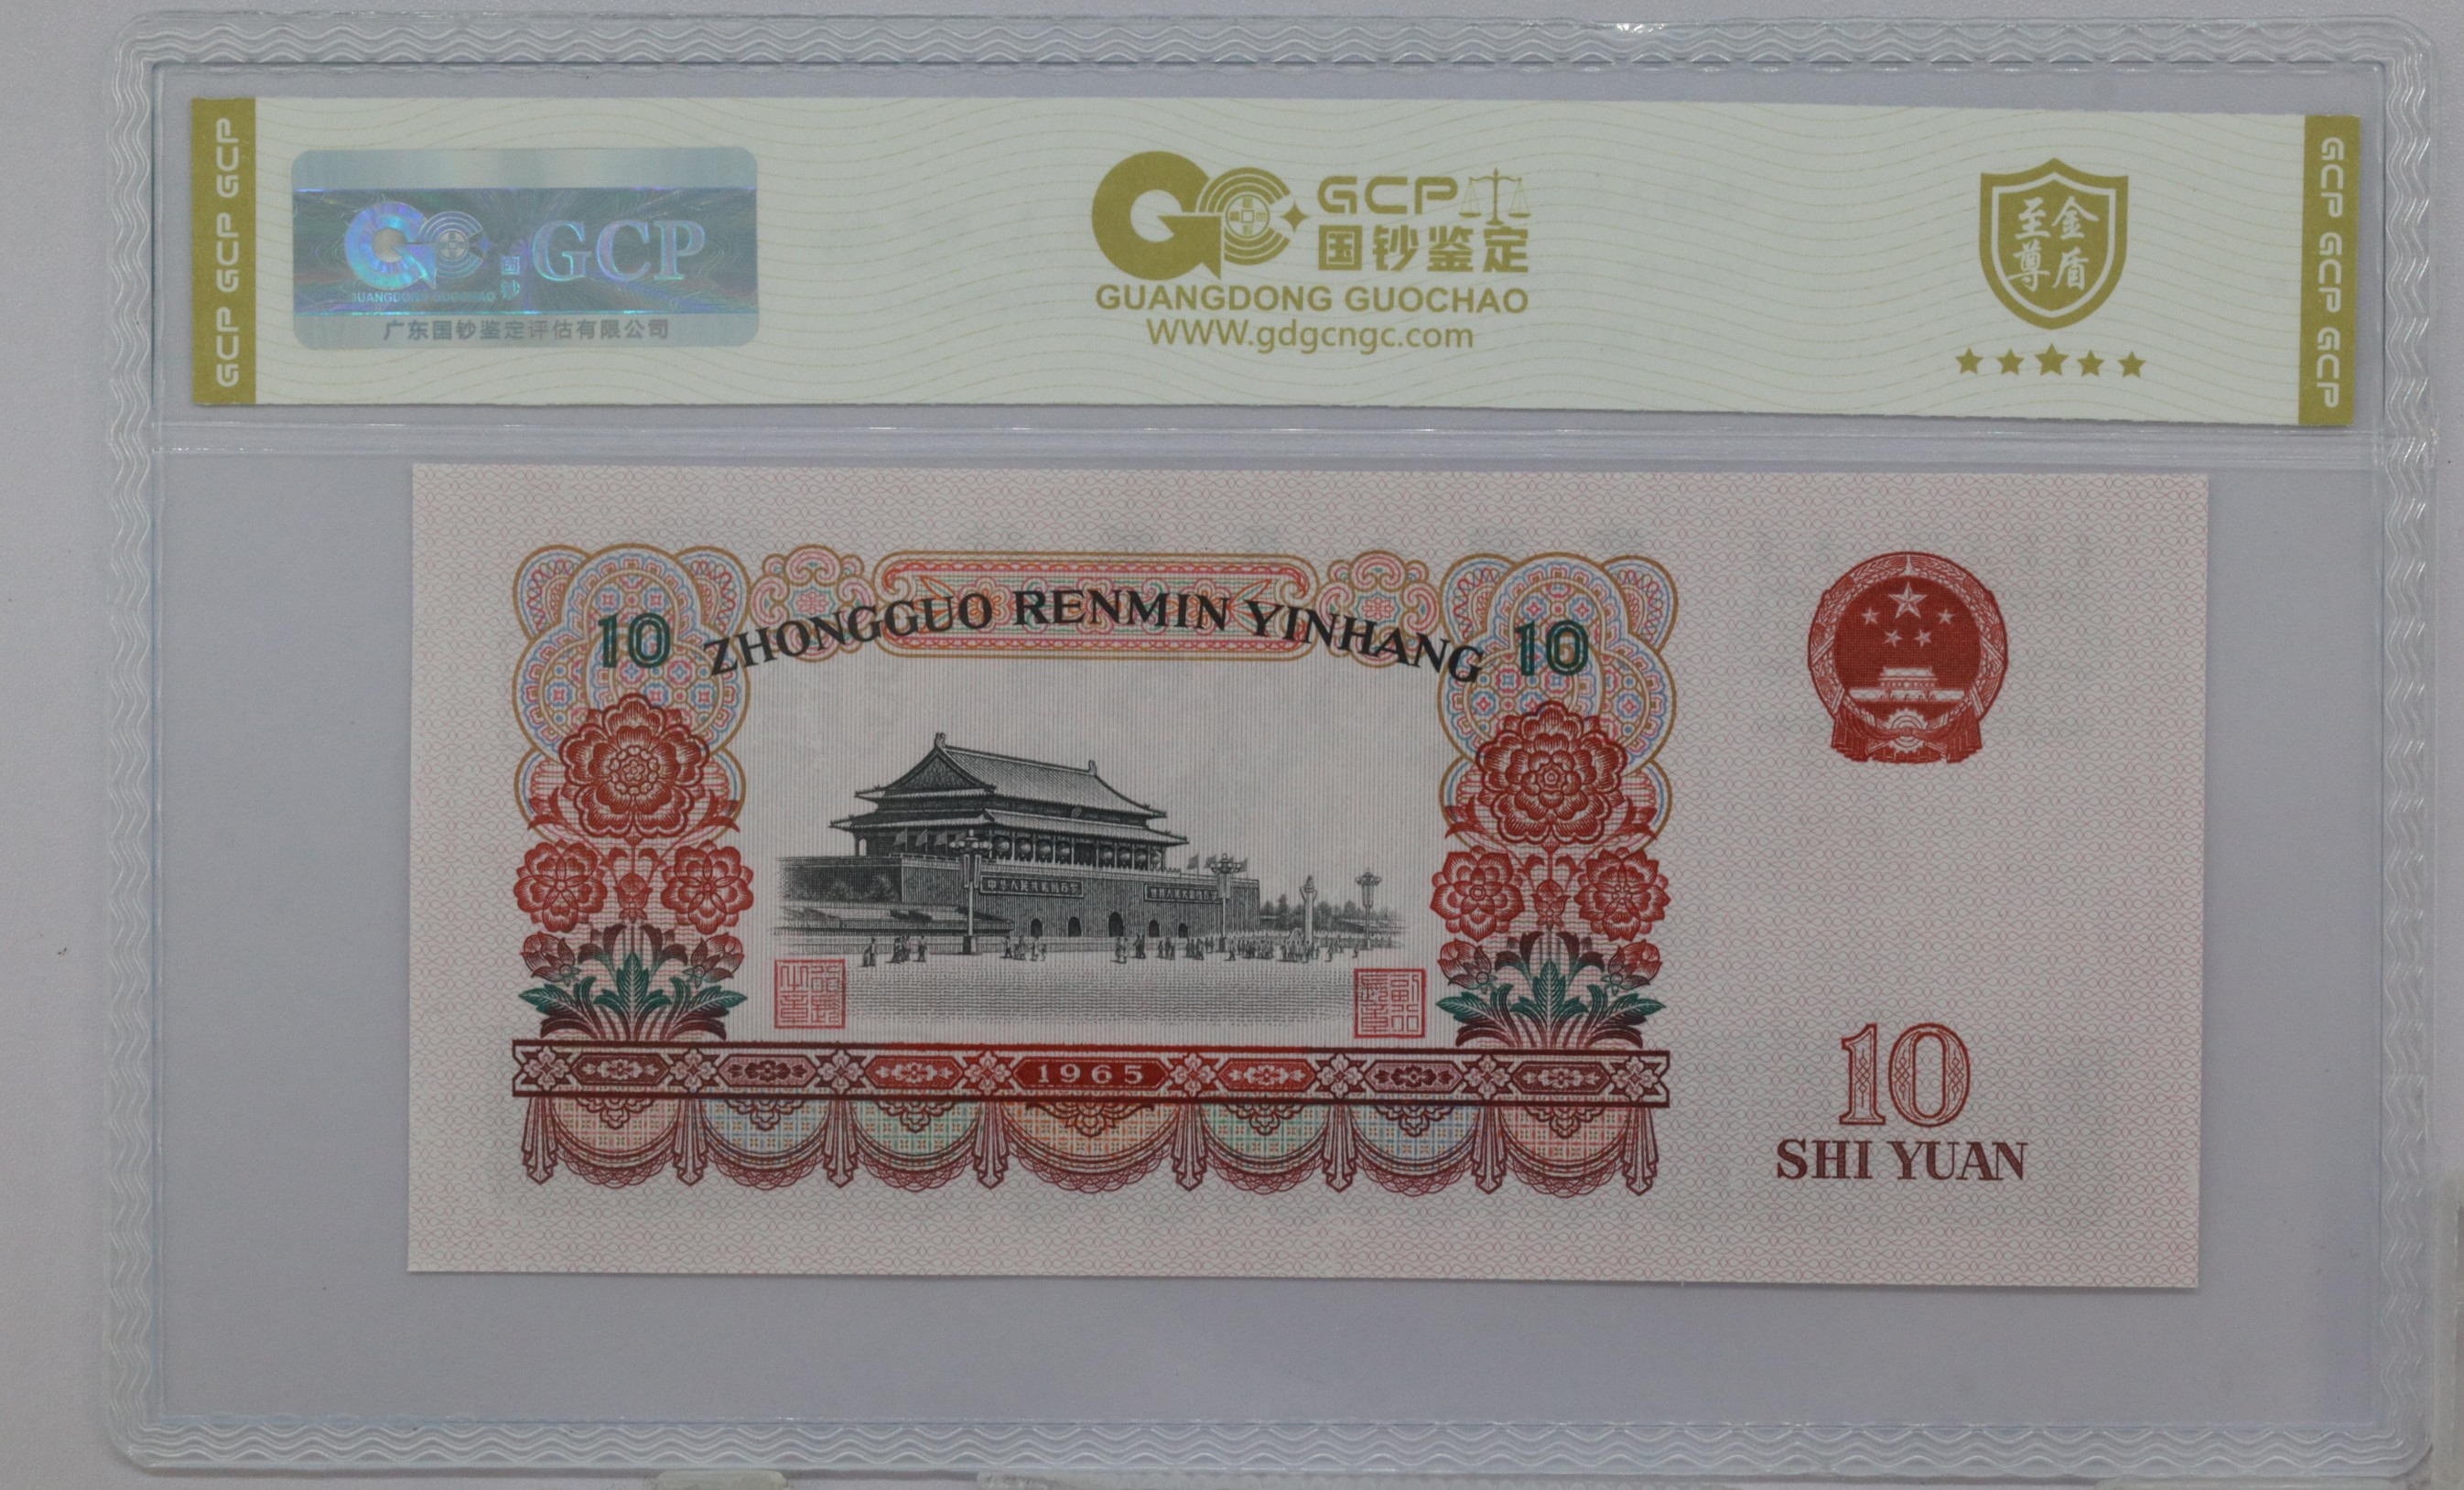 GCP GCP GCP
GCP
国钞
GUANGDONG GUOCHAO
广东国钞鉴定评估有限公司
GCP
国钞鉴定
GUANGDONG GUOCHAO
WWW.gdgcngc.com
至尊金盾
GCP GCP GCP
10 ZHONGGUO RENMIN YINHANG 10
1965
10
SHI YUAN